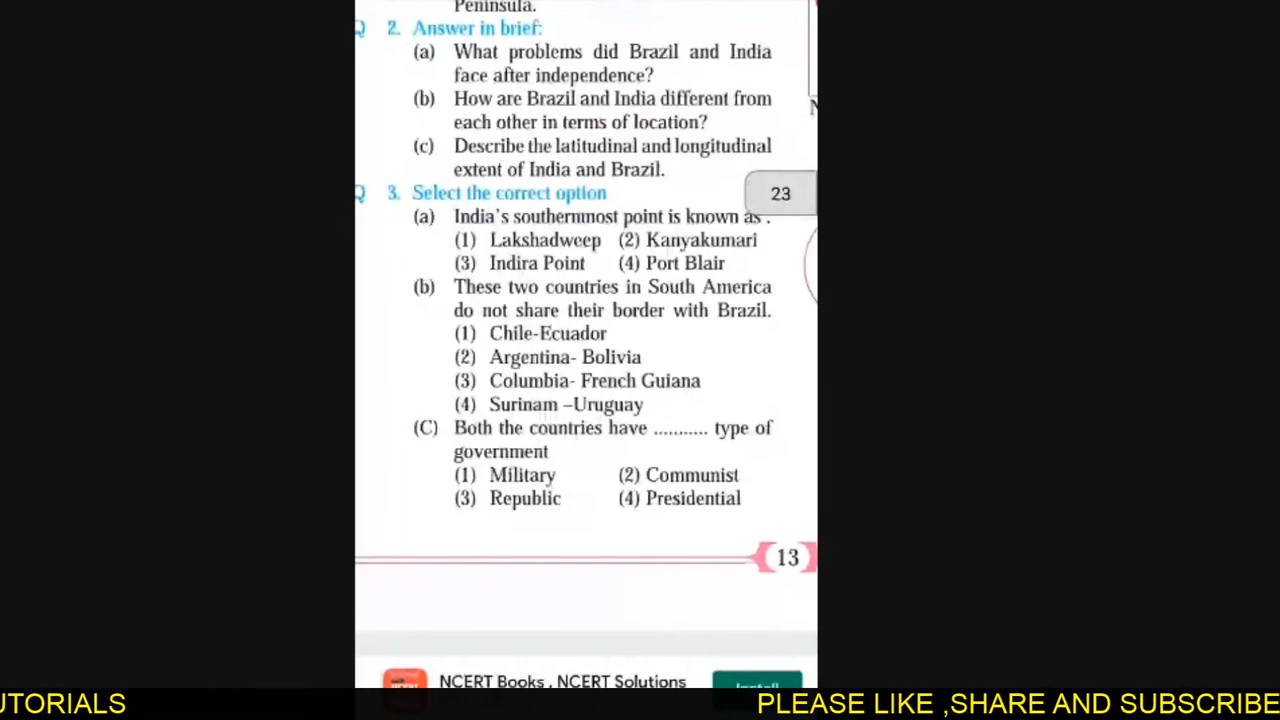 Peninsula.
Q 2. Answer in brief:
(a) What problems did Brazil and India
face after independence?
(b) How are Brazil and India different from
each other in terms of location?
(c) Describe the latitudinal and longitudinal
extent of India and Brazil.
Q 3. Select the correct option
23
(a) India's southernmost point is known as .
(1) Lakshadweep (2) Kanyakumari
(3) Indira Point (4) Port Blair
(b) These two countries in South America
do not share their border with Brazil.
(1) Chile-Ecuador
(2) Argentina- Bolivia
(3) Columbia- French Guiana
(4) Surinam –Uruguay
(C) Both the countries have ........... type of
government
(1) Military (2) Communist
(3) Republic (4) Presidential
13
NCERT Books , NCERT Solutions
Install
UTORIALS PLEASE LIKE ,SHARE AND SUBSCRIBE